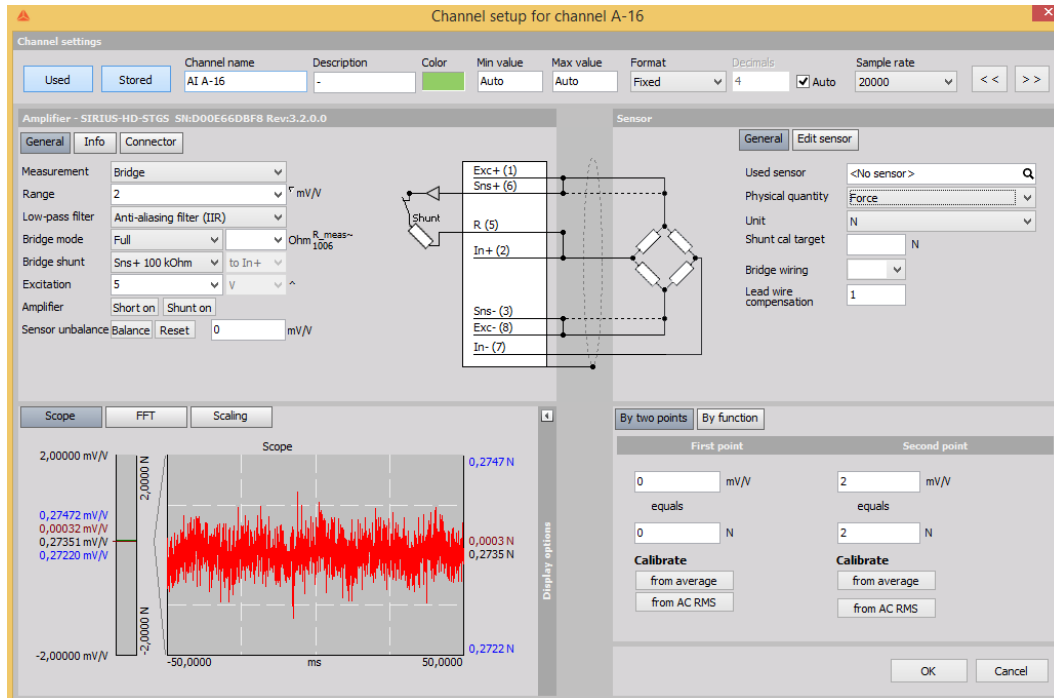 Channel setup for channel A-16
x
Channel settings
Used
Stored
Channel name
AI A-16
Description
-
Color
Min value
Auto
Max value
Auto
Format
Fixed
Decimals
4
Auto
Sample rate
20000
< <
> >
Amplifier - SIRIUS-HD-STGS SN:D00E66DBF8 Rev:3.2.0.0
General
Info
Connector
Measurement
Bridge
Range
2
mV/V
Low-pass filter
Anti-aliasing filter (IIR)
Bridge mode
Full
Ohm
R_meas~
1006
Bridge shunt
Sns+ 100 kOhm
to In+
Excitation
5
V
^
Amplifier
Short on
Shunt on
Sensor unbalance
Balance
Reset
0
mV/V
Shunt
Exc+ (1)
Sns+ (6)
R (5)
In+ (2)
Sns- (3)
Exc- (8)
In- (7)
Sensor
General
Edit sensor
Used sensor
<No sensor>
Physical quantity
Force
Unit
N
Shunt cal target
N
Bridge wiring
Lead wire
compensation
1
Scope
FFT
Scaling
Scope
2,00000 mV/V
2,0000 N
0,27472 mV/V
0,00032 mV/V
0,27351 mV/V
0,27220 mV/V
-2,00000 mV/V
-2,0000 N
0,2747 N
0,0003 N
0,2735 N
0,2722 N
-50,0000
ms
50,0000
Display options
By two points
By function
First point
Second point
0
mV/V
2
mV/V
equals
equals
0
N
2
N
Calibrate
Calibrate
from average
from average
from AC RMS
from AC RMS
OK
Cancel